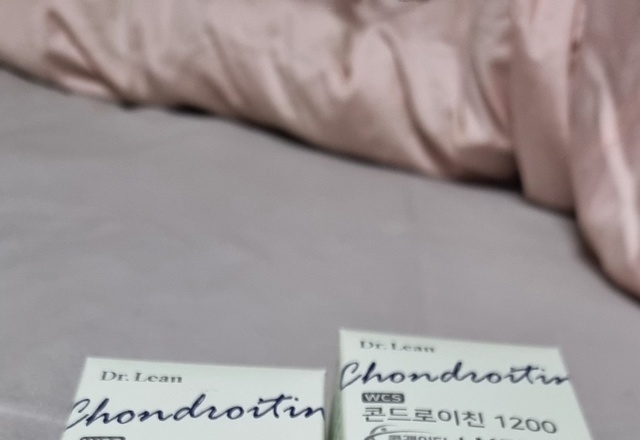 Dr. Lean
Chondroitin
Dr. Lean
Chondroitin
WCS
콘드로이친 1200